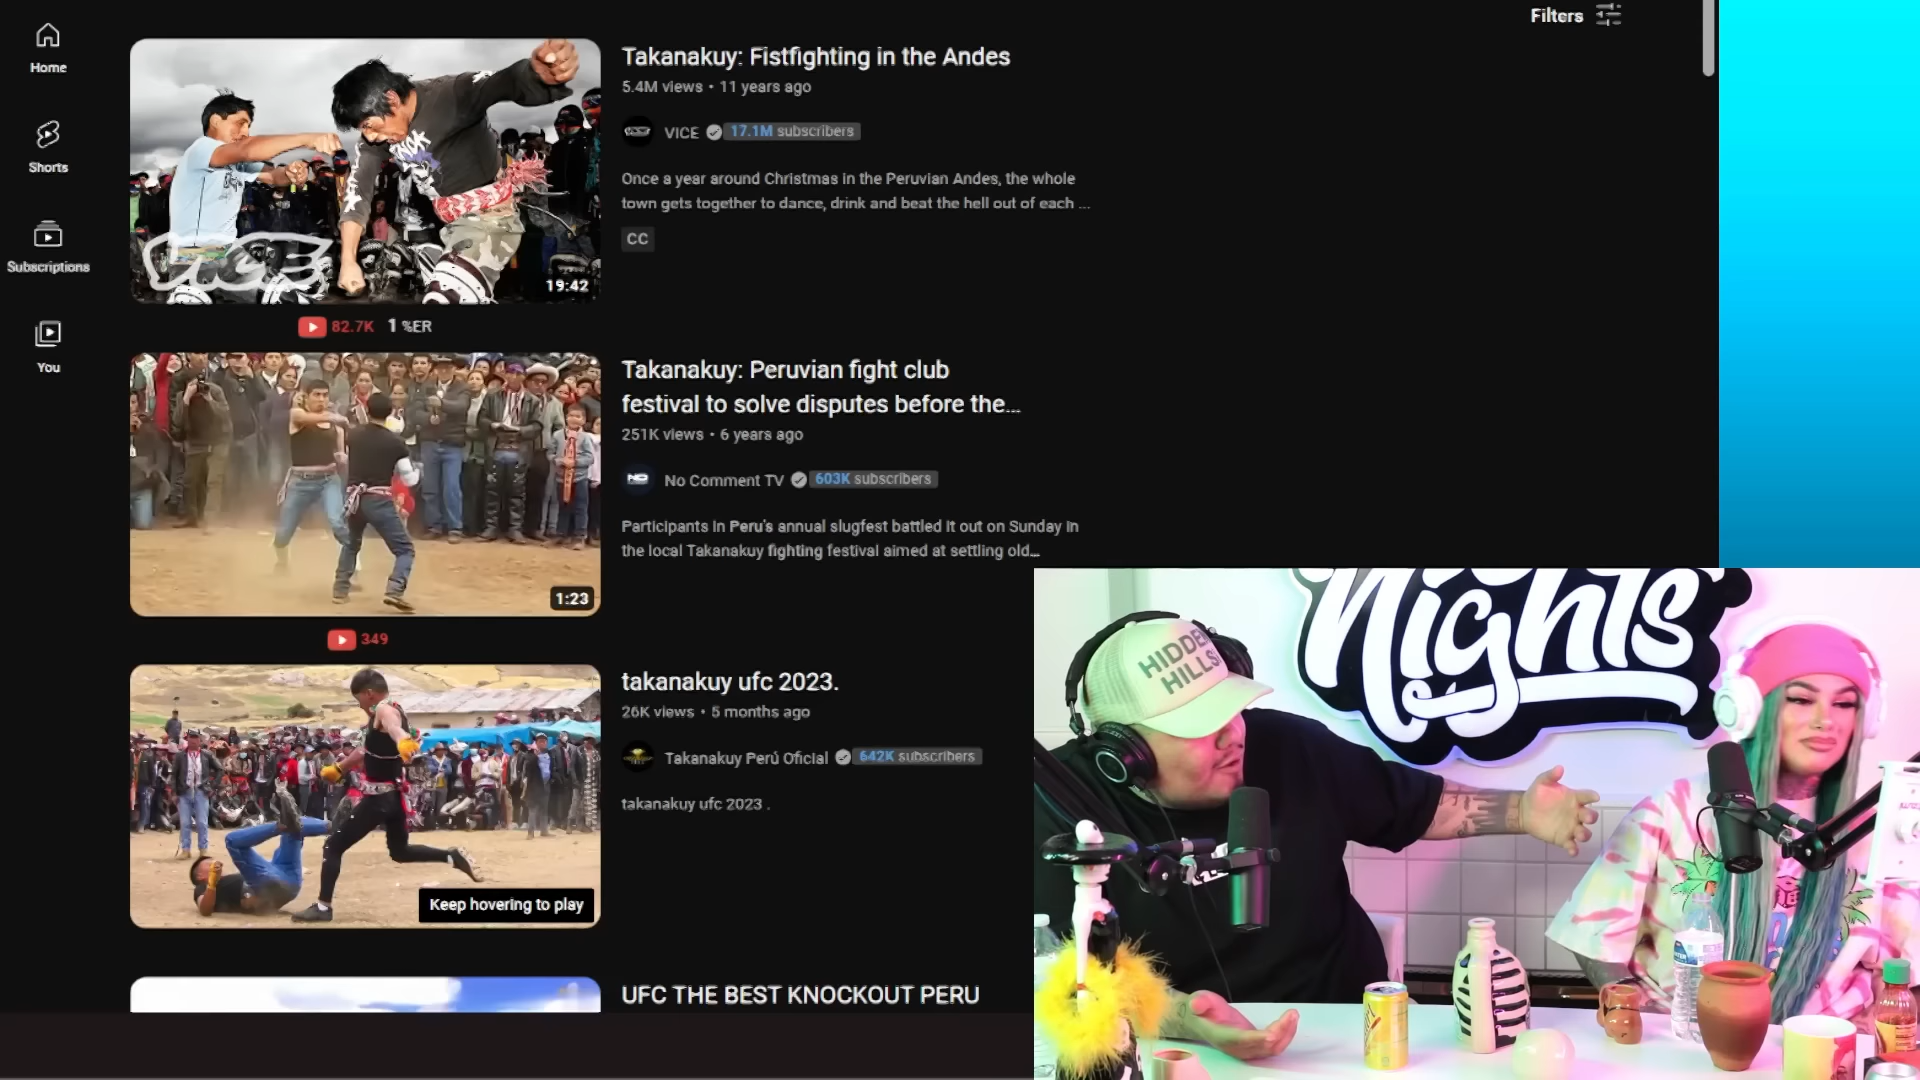 Filters
Home
Shorts
Subscriptions
You
VICE
19:42
Takanakuy: Fistfighting in the Andes
5.4M views • 11 years ago
VICE 17.1M subscribers
Once a year around Christmas in the Peruvian Andes, the whole
town gets together to dance, drink and beat the hell out of each ...
CC
82.7K 1 %ER
1:23
Takanakuy: Peruvian fight club
festival to solve disputes before the...
251K views • 6 years ago
No Comment TV 603K subscribers
Participants in Peru's annual slugfest battled it out on Sunday in
the local Takanakuy fighting festival aimed at settling old...
349
Keep hovering to play
takanakuy ufc 2023.
26K views • 5 months ago
Takanakuy Perú Oficial 642K subscribers
takanakuy ufc 2023 .
UFC THE BEST KNOCKOUT PERU
Nights
HIDDEN
HILLS